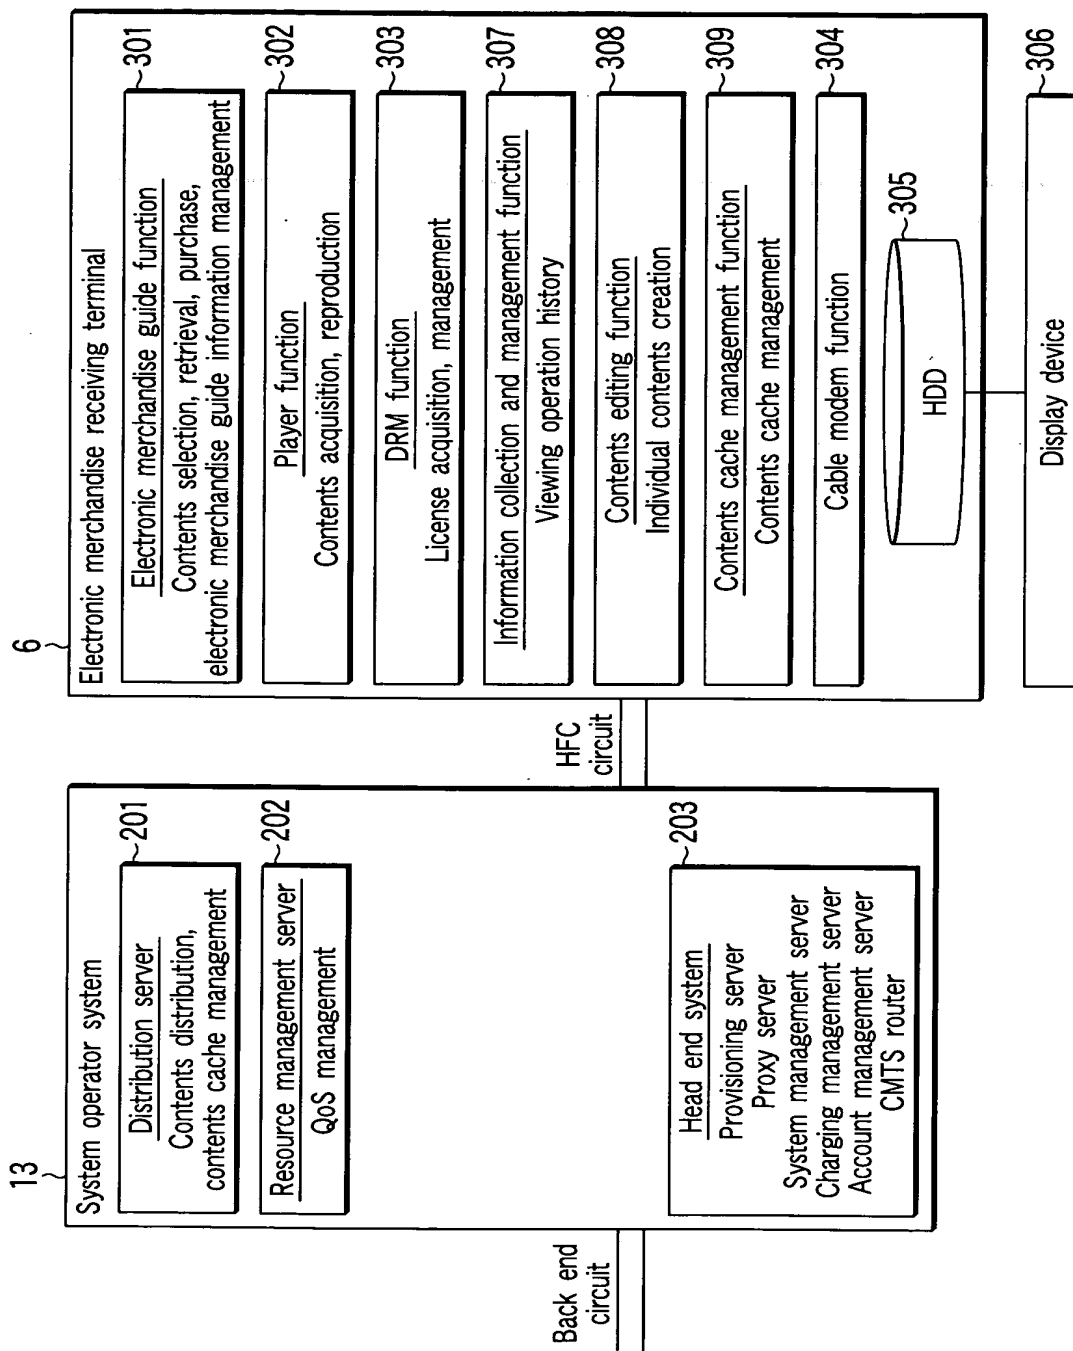 13
System operator system
201
Distribution server
Contents distribution,
contents cache management
202
Resource management server
QoS management
203
Head end system
Provisioning server
Proxy server
System management server
Charging management server
Account management server
CMTS router
Back end
circuit
HFC
circuit
6
Electronic merchandise receiving terminal
301
Electronic merchandise guide function
Contents selection, retrieval, purchase,
electronic merchandise guide information management
302
Player function
Contents acquisition, reproduction
303
DRM function
License acquisition, management
307
Information collection and management function
Viewing operation history
308
Contents editing function
Individual contents creation
309
Contents cache management function
Contents cache management
304
Cable modem function
305
HDD
306
Display device